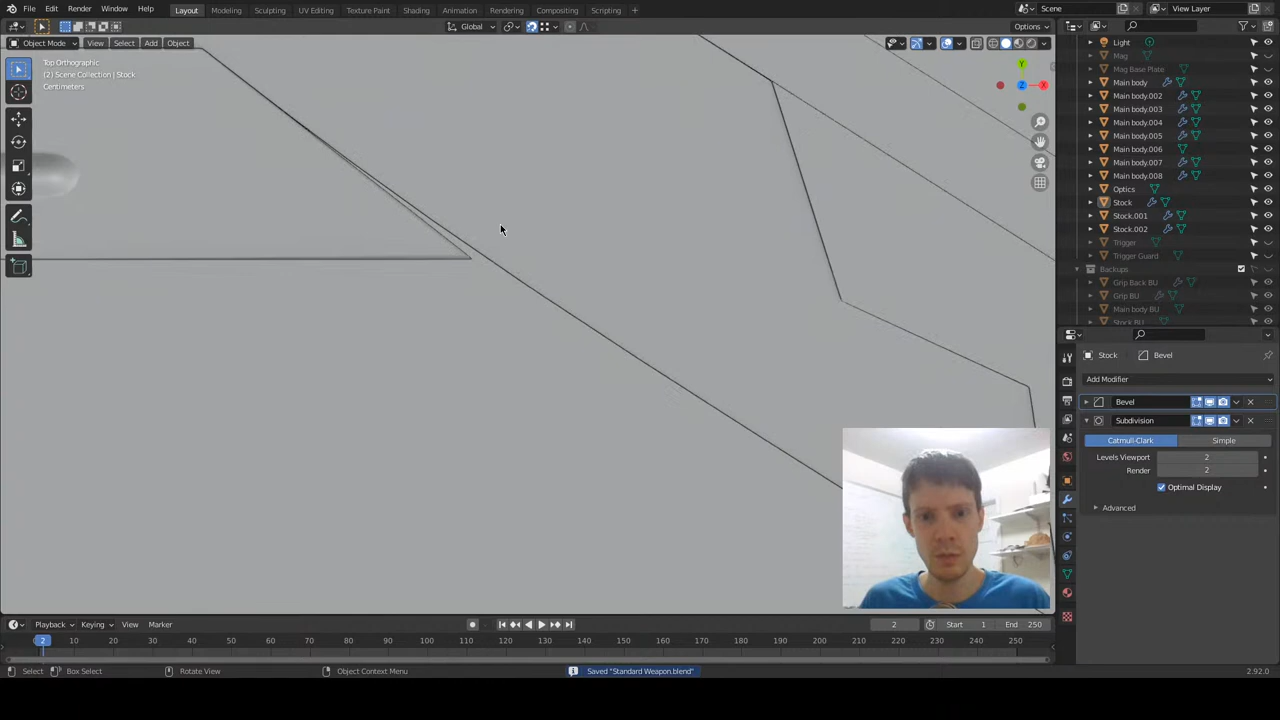 File Edit Render Window Help Layout Modeling Sculpting UV Editing Texture Paint Shading Animation Rendering Compositing Scripting + Scene View Layer
Global Options
Object Mode View Select Add Object
Top Orthographic
(2) Scene Collection | Stock
Centimeters
Y
Z X
Light
Mag
Mag Base Plate
Main body
Main body.002
Main body.003
Main body.004
Main body.005
Main body.006
Main body.007
Main body.008
Optics
Stock
Stock.001
Stock.002
Trigger
Trigger Guard
Backups
Grip Back BU
Grip BU
Main body BU
Stock BU
Stock Bevel
Add Modifier
Bevel
Subdivision
Catmull-Clark Simple
Levels Viewport 2
Render 2
Optimal Display
Advanced
Playback Keying View Marker 2 Start 1 End 250
2 10 20 30 40 50 60 70 80 90 100 110 120 130 140 150 160 170 180 190 200 210 220 230 240 250
Select Box Select Rotate View Object Context Menu Saved "Standard Weapon.blend" 2.92.0